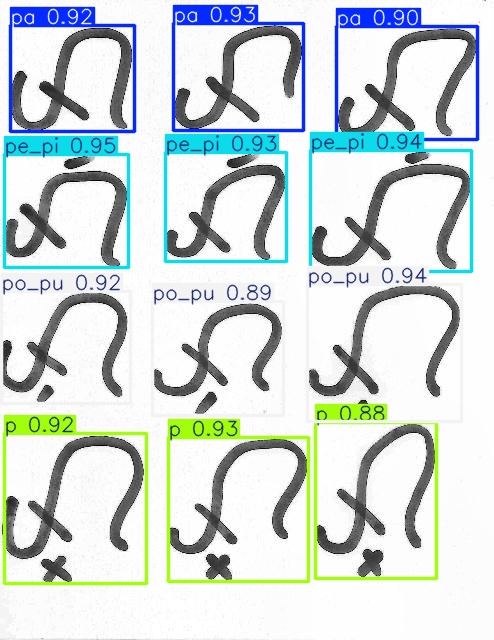 pa 0.92 pa 0.93 pa 0.90
ᜉ ᜉ ᜉ
pe_pi 0.95 pe_pi 0.93 pe_pi 0.94
ᜉᜒ ᜉᜒ ᜉᜒ
po_pu 0.92 po_pu 0.89 po_pu 0.94
ᜉᜓ ᜉᜓ ᜉᜓ
p 0.92 p 0.93 p 0.88
ᜉ᜔ ᜉ᜔ ᜉ᜔